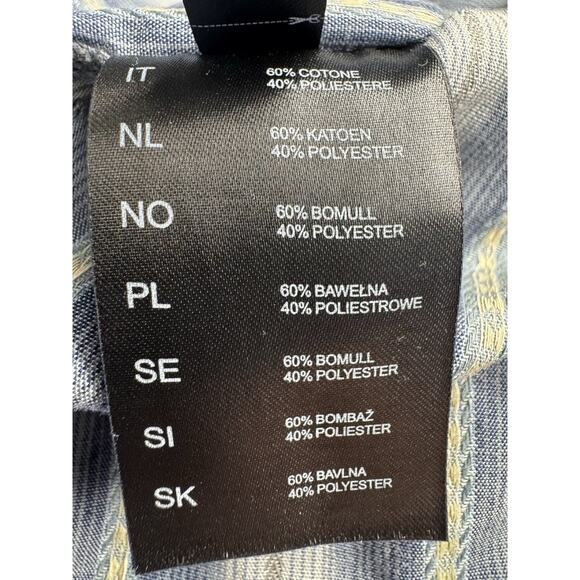 IT 60% COTONE
40% POLIESTERE
NL 60% KATOEN
40% POLYESTER
NO 60% BOMULL
40% POLYESTER
PL 60% BAWEŁNA
40% POLIESTROWE
SE 60% BOMULL
40% POLYESTER
SI 60% BOMBAŽ
40% POLIESTER
SK 60% BAVLNA
40% POLYESTER